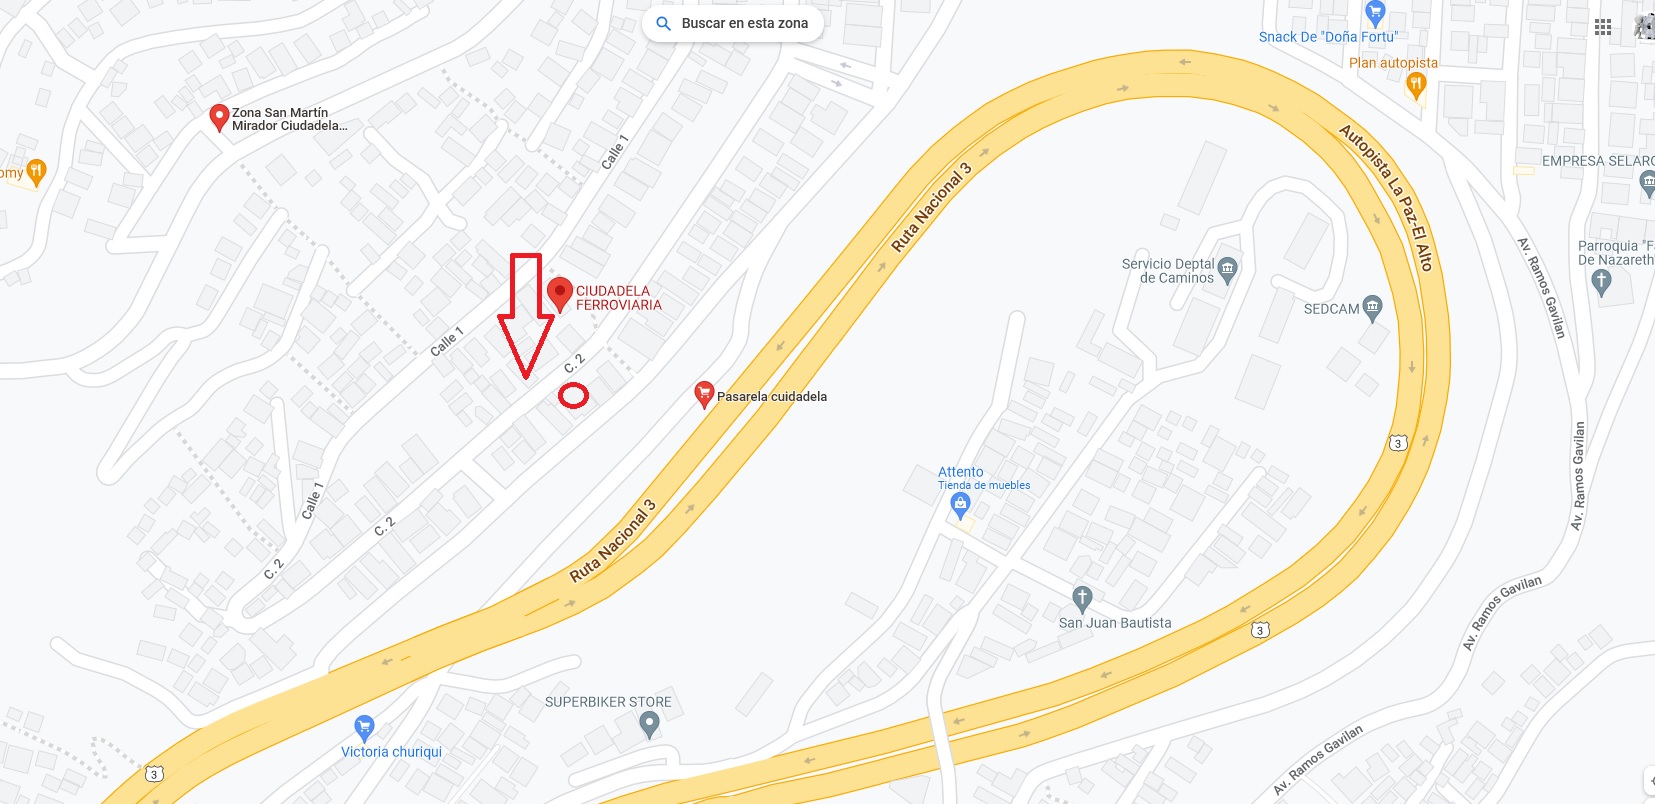 Buscar en esta zona
Snack De "Doña Fortu"
Plan autopista
Zona San Martín
Mirador Ciudadela...
omy
Calle 1
Autopista La Paz-El Alto
EMPRESA SELARC
Ruta Nacional 3
Av. Ramos Gavilan
Parroquia "F
De Nazareth
Servicio Deptal
de Caminos
SEDCAM
CIUDADELA
FERROVIARIA
Calle 1
C. 2
Pasarela cuidadela
3
Av. Ramos Gavilan
Attento
Tienda de muebles
Calle 1
C. 2
Ruta Nacional 3
C. 2
San Juan Bautista
3
Av. Ramos Gavilan
SUPERBIKER STORE
Victoria churiqui
Av. Ramos Gavilan
3